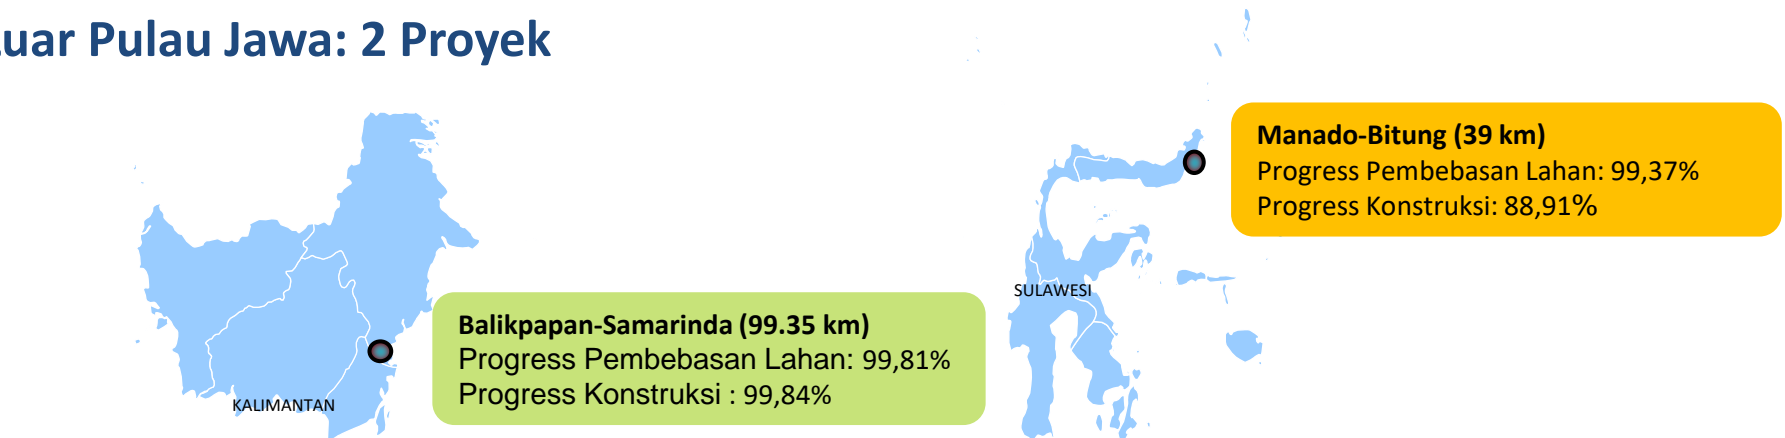 uar Pulau Jawa: 2 Proyek
Manado-Bitung (39 km)
Progress Pembebasan Lahan: 99,37%
Progress Konstruksi: 88,91%
SULAWESI
Balikpapan-Samarinda (99.35 km)
Progress Pembebasan Lahan: 99,81%
Progress Konstruksi : 99,84%
KALIMANTAN